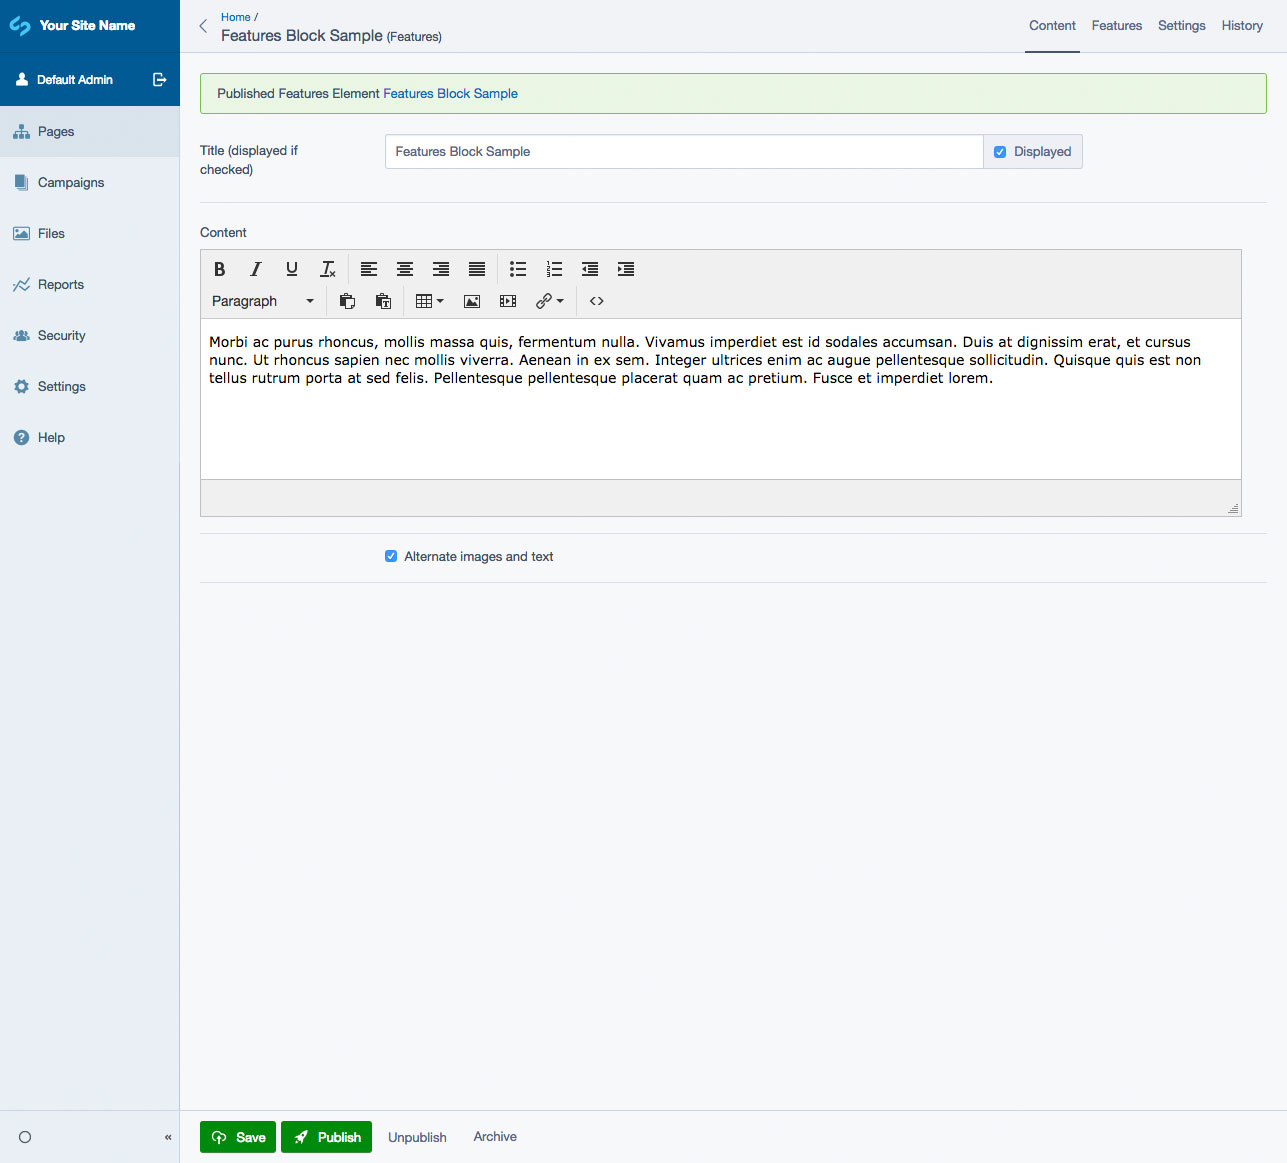 Your Site Name
Default Admin
Pages
Campaigns
Files
Reports
Security
Settings
Help
«
Home /
Features Block Sample (Features)
Content Features Settings History
Published Features Element Features Block Sample
Title (displayed if
checked)
Features Block Sample
Displayed
Content
B I U Tx
Paragraph
Morbi ac purus rhoncus, mollis massa quis, fermentum nulla. Vivamus imperdiet est id sodales accumsan. Duis at dignissim erat, et cursus
nunc. Ut rhoncus sapien nec mollis viverra. Aenean in ex sem. Integer ultrices enim ac augue pellentesque sollicitudin. Quisque quis est non
tellus rutrum porta at sed felis. Pellentesque pellentesque placerat quam ac pretium. Fusce et imperdiet lorem.
Alternate images and text
Save Publish Unpublish Archive